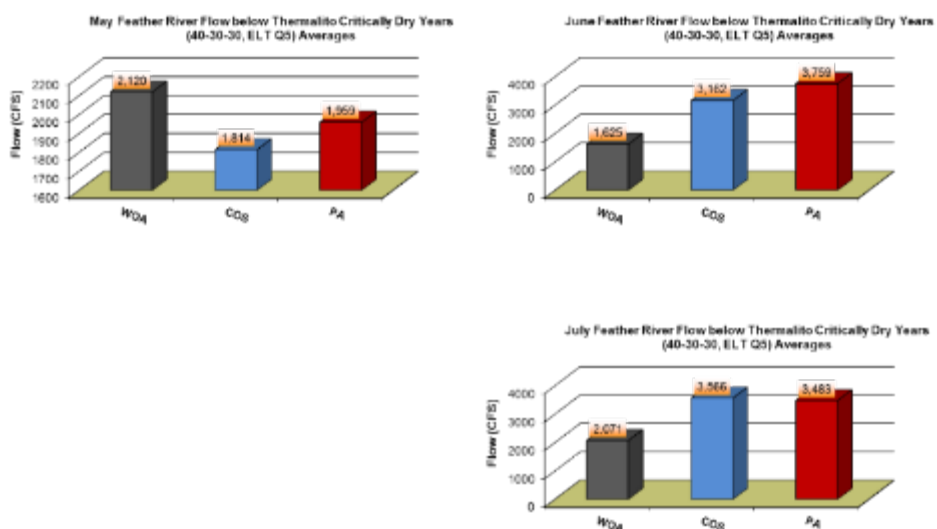 May Feather River Flow below Thermalito Critically Dry Years
(40-30-30, ELT Q5) Averages
Flow (CFS)
2200
2100
2000
1900
1800
1700
1600
2,120
1,814
1,959
WOA
COS
PA
June Feather River Flow below Thermalito Critically Dry Years
(40-30-30, ELT Q5) Averages
Flow (CFS)
4000
3000
2000
1000
0
1,625
3,162
3,759
WOA
COS
PA
July Feather River Flow below Thermalito Critically Dry Years
(40-30-30, ELT Q5) Averages
Flow (CFS)
4000
3000
2000
1000
0
2,071
3,566
3,483
WOA
COS
PA